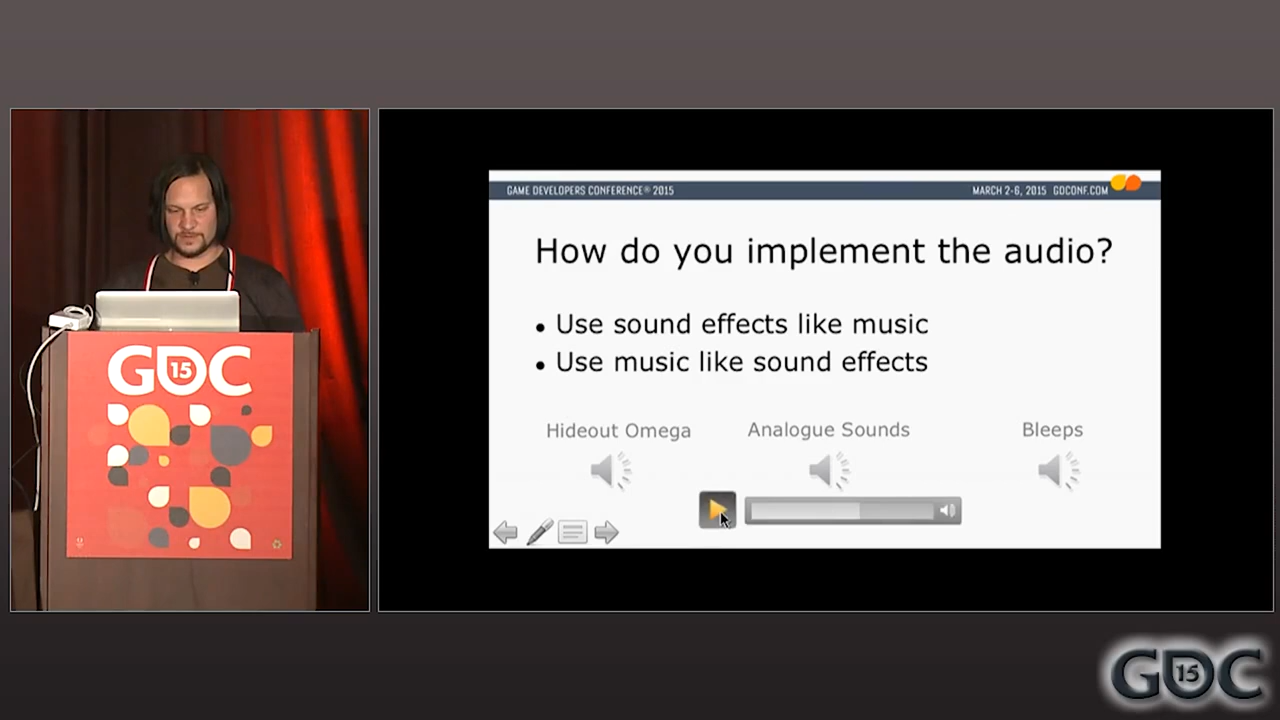 GAME DEVELOPERS CONFERENCE® 2015
MARCH 2-6, 2015 GDCONF.COM
How do you implement the audio?
• Use sound effects like music
• Use music like sound effects
Hideout Omega
Analogue Sounds
Bleeps
GDC
15
GDC
15